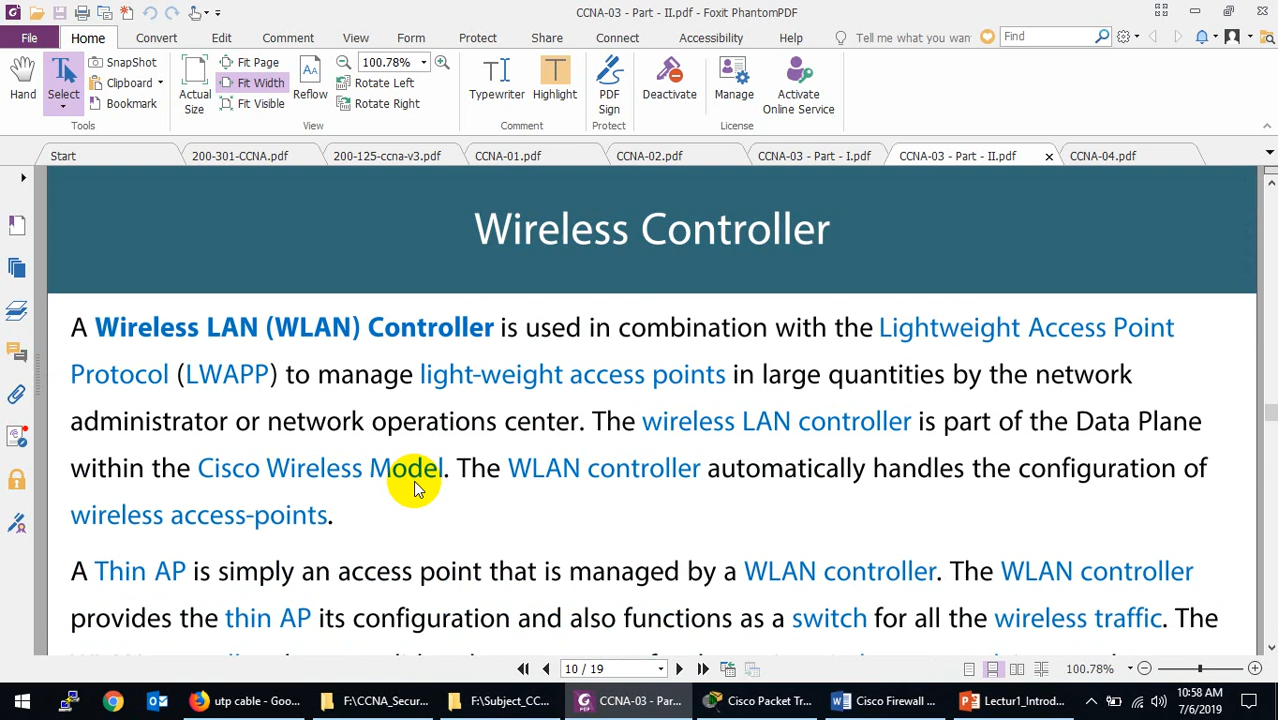 CCNA-03 - Part - II.pdf - Foxit PhantomPDF
File Home Convert Edit Comment View Form Protect Share Connect Accessibility Help Tell me what you want Find
Hand
Select
SnapShot
Clipboard
Bookmark
Tools
Actual Size
Fit Page
Fit Width
Fit Visible
Reflow
100.78%
Rotate Left
Rotate Right
View
Typewriter
Highlight
Comment
PDF Sign
Protect
Deactivate
Manage
Activate Online Service
License
Start 200-301-CCNA.pdf 200-125-ccna-v3.pdf CCNA-01.pdf CCNA-02.pdf CCNA-03 - Part - I.pdf CCNA-03 - Part - II.pdf CCNA-04.pdf
Wireless Controller
A Wireless LAN (WLAN) Controller is used in combination with the Lightweight Access Point
Protocol (LWAPP) to manage light-weight access points in large quantities by the network
administrator or network operations center. The wireless LAN controller is part of the Data Plane
within the Cisco Wireless Model. The WLAN controller automatically handles the configuration of
wireless access-points.
A Thin AP is simply an access point that is managed by a WLAN controller. The WLAN controller
provides the thin AP its configuration and also functions as a switch for all the wireless traffic. The
10 / 19 100.78%
utp cable - Goo... F:\CCNA_Secur... F:\Subject_CC... CCNA-03 - Par... Cisco Packet Tr... Cisco Firewall ... Lectur1_Introd...
10:58 AM
7/6/2019